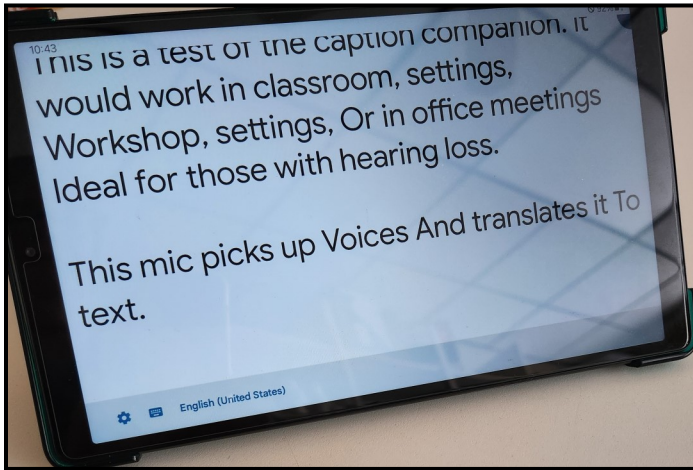 10:43
This is a test of the caption companion. It
would work in classroom, settings,
Workshop, settings, Or in office meetings
Ideal for those with hearing loss.
This mic picks up Voices And translates it To
text.
English (United States)